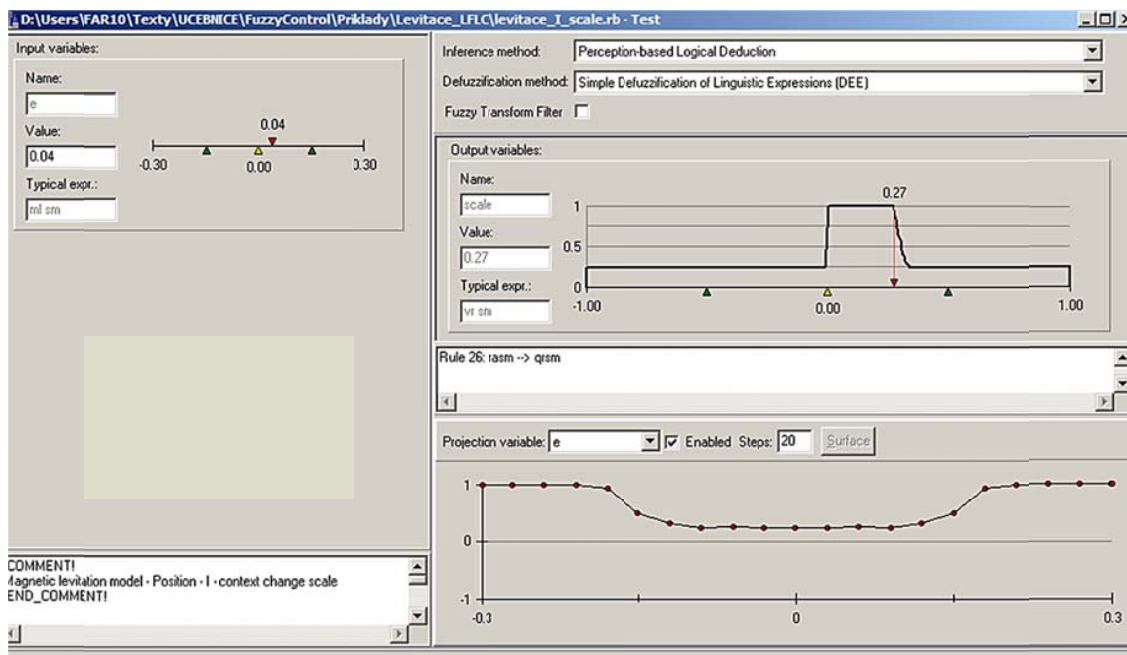 D:\Users\FAR10\Texty\UCEBNICE\FuzzyControl\Priklady\Levitace_LFLC\levitace_I_scale.rb - Test
Input variables:
Name:
e
Value:
0.04
Typical expr.:
ml sm
0.04
-0.30
0.00
0.30
Inference method: Perception-based Logical Deduction
Defuzzification method: Simple Defuzzification of Linguistic Expressions (DEE)
Fuzzy Transform Filter
Output variables:
Name:
scale
Value:
0.27
Typical expr.:
vr sm
0.27
1
0.5
0
-1.00
0.00
1.00
Rule 26: rasm --> qrsm
Projection variable: e Enabled Steps: 20 Surface
1
0
-1
-0.3
0
0.3
COMMENT!
Magnetic levitation model - Position - I -context change scale
END_COMMENT!